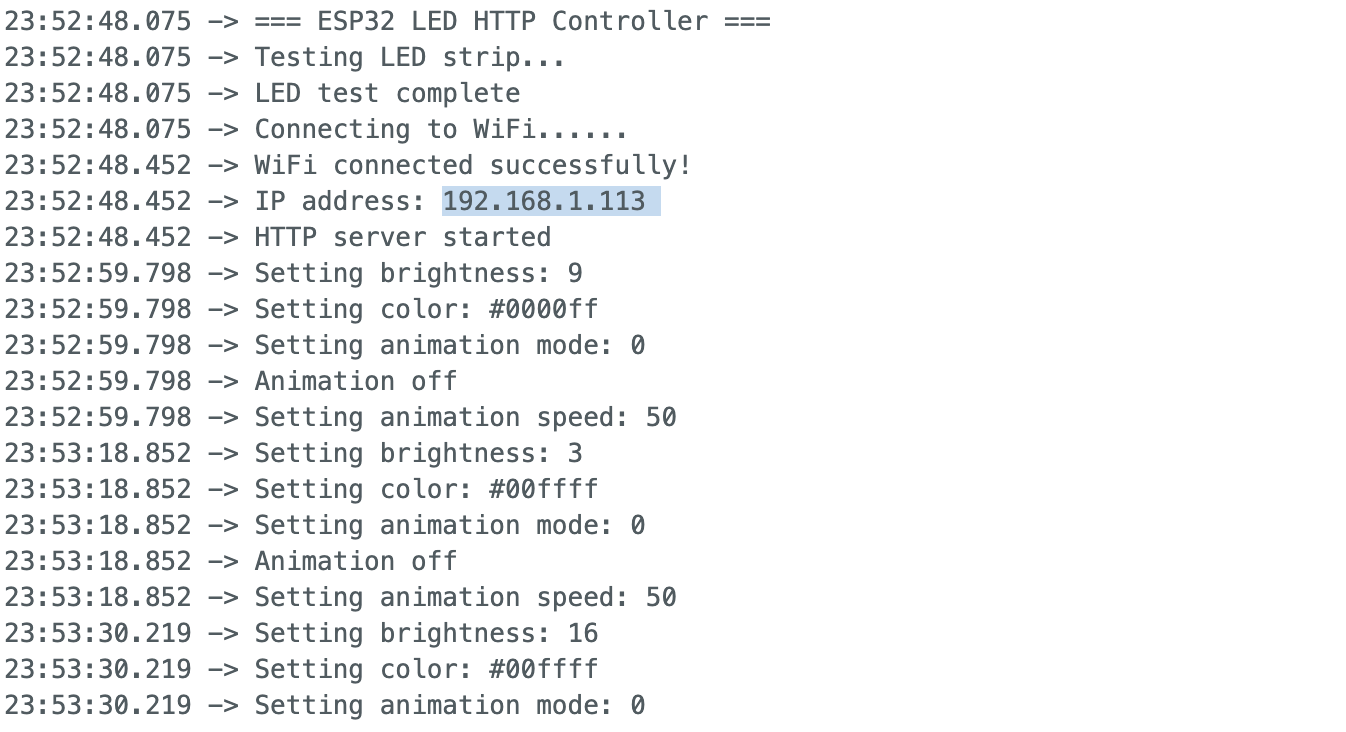 23:52:48.075 -> === ESP32 LED HTTP Controller ===
23:52:48.075 -> Testing LED strip...
23:52:48.075 -> LED test complete
23:52:48.075 -> Connecting to WiFi......
23:52:48.452 -> WiFi connected successfully!
23:52:48.452 -> IP address: 192.168.1.113
23:52:48.452 -> HTTP server started
23:52:59.798 -> Setting brightness: 9
23:52:59.798 -> Setting color: #0000ff
23:52:59.798 -> Setting animation mode: 0
23:52:59.798 -> Animation off
23:52:59.798 -> Setting animation speed: 50
23:53:18.852 -> Setting brightness: 3
23:53:18.852 -> Setting color: #00ffff
23:53:18.852 -> Setting animation mode: 0
23:53:18.852 -> Animation off
23:53:18.852 -> Setting animation speed: 50
23:53:30.219 -> Setting brightness: 16
23:53:30.219 -> Setting color: #00ffff
23:53:30.219 -> Setting animation mode: 0